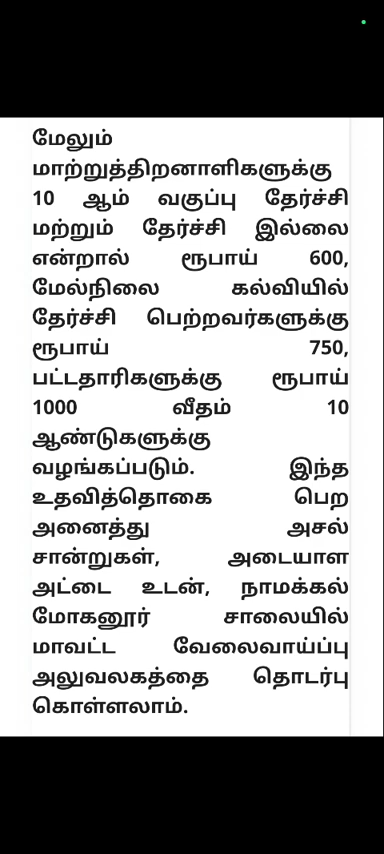 மேலும்
மாற்றுத்திறனாளிகளுக்கு
10 ஆம் வகுப்பு தேர்ச்சி
மற்றும் தேர்ச்சி இல்லை
என்றால் ரூபாய் 600,
மேல்நிலை கல்வியில்
தேர்ச்சி பெற்றவர்களுக்கு
ரூபாய் 750,
பட்டதாரிகளுக்கு ரூபாய்
1000 வீதம் 10
ஆண்டுகளுக்கு
வழங்கப்படும். இந்த
உதவித்தொகை பெற
அனைத்து அசல்
சான்றுகள், அடையாள
அட்டை உடன், நாமக்கல்
மோகனூர் சாலையில்
மாவட்ட வேலைவாய்ப்பு
அலுவலகத்தை தொடர்பு
கொள்ளலாம்.